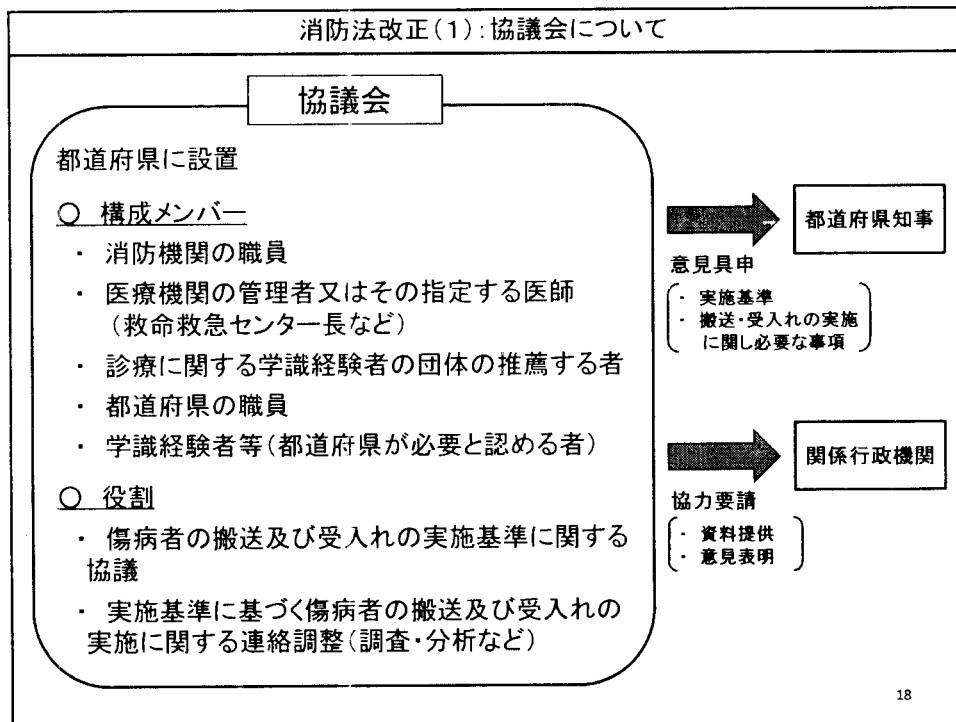 消防法改正(1):協議会について
協議会
都道府県に設置
○ 構成メンバー
・ 消防機関の職員
・ 医療機関の管理者又はその指定する医師
(救命救急センター長など)
・ 診療に関する学識経験者の団体の推薦する者
・ 都道府県の職員
・ 学識経験者等(都道府県が必要と認める者)
○ 役割
・ 傷病者の搬送及び受入れの実施基準に関する
協議
・ 実施基準に基づく傷病者の搬送及び受入れの
実施に関する連絡調整(調査・分析など)
都道府県知事
意見具申
・ 実施基準
・ 搬送・受入れの実施
に関し必要な事項
関係行政機関
協力要請
・ 資料提供
・ 意見表明
18